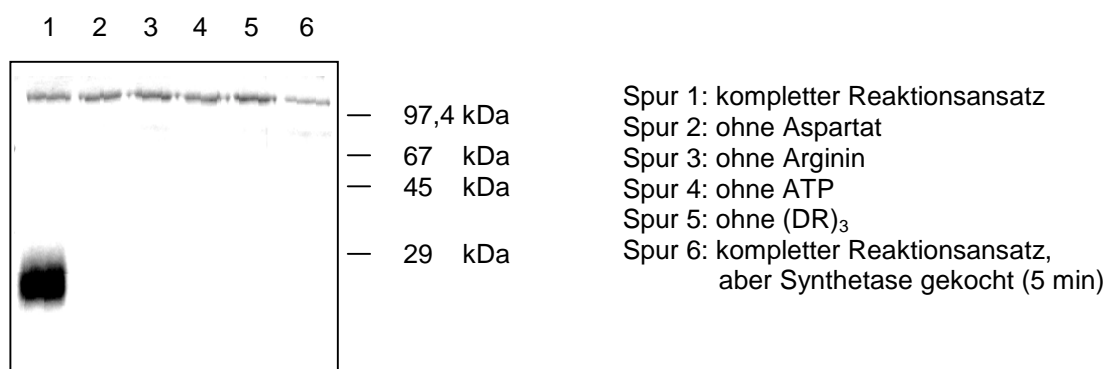 1 2 3 4 5 6
97,4 kDa
67 kDa
45 kDa
29 kDa
Spur 1: kompletter Reaktionsansatz
Spur 2: ohne Aspartat
Spur 3: ohne Arginin
Spur 4: ohne ATP
Spur 5: ohne (DR)₃
Spur 6: kompletter Reaktionsansatz,
aber Synthetase gekocht (5 min)